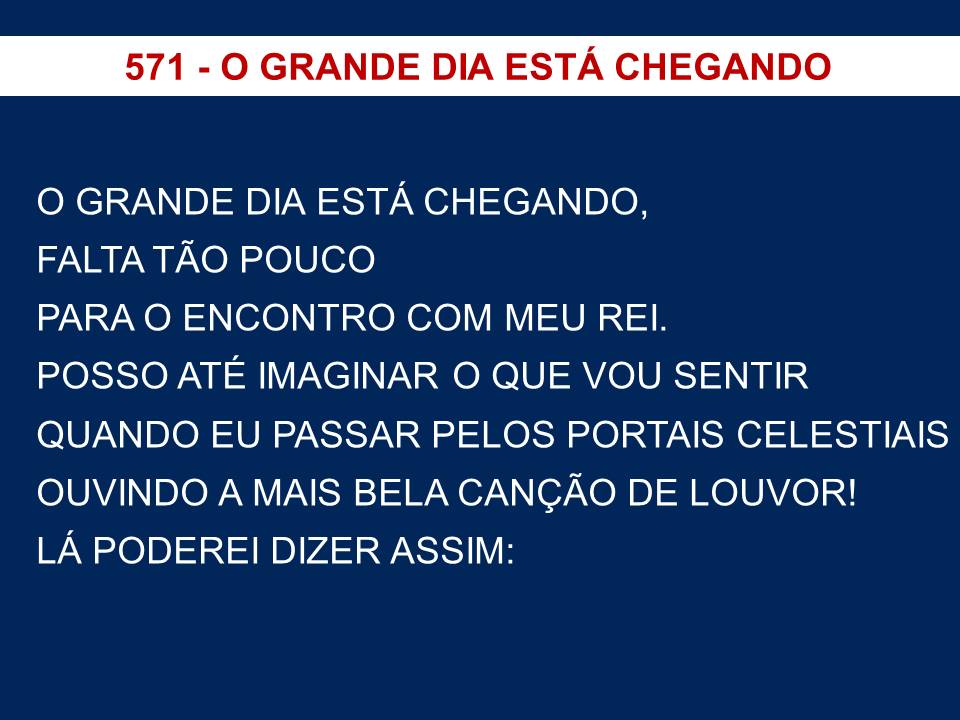 571 - O GRANDE DIA ESTÁ CHEGANDO
O GRANDE DIA ESTÁ CHEGANDO,
FALTA TÃO POUCO
PARA O ENCONTRO COM MEU REI.
POSSO ATÉ IMAGINAR O QUE VOU SENTIR
QUANDO EU PASSAR PELOS PORTAIS CELESTIAIS
OUVINDO A MAIS BELA CANÇÃO DE LOUVOR!
LÁ PODEREI DIZER ASSIM: